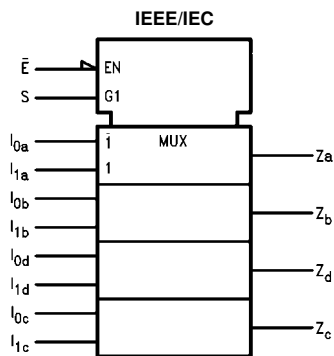 IEEE/IEC
Ē EN
S G1
I0a 1̄ MUX Za
I1a 1
I0b Zb
I1b
I0d Zd
I1d
I0c Zc
I1c